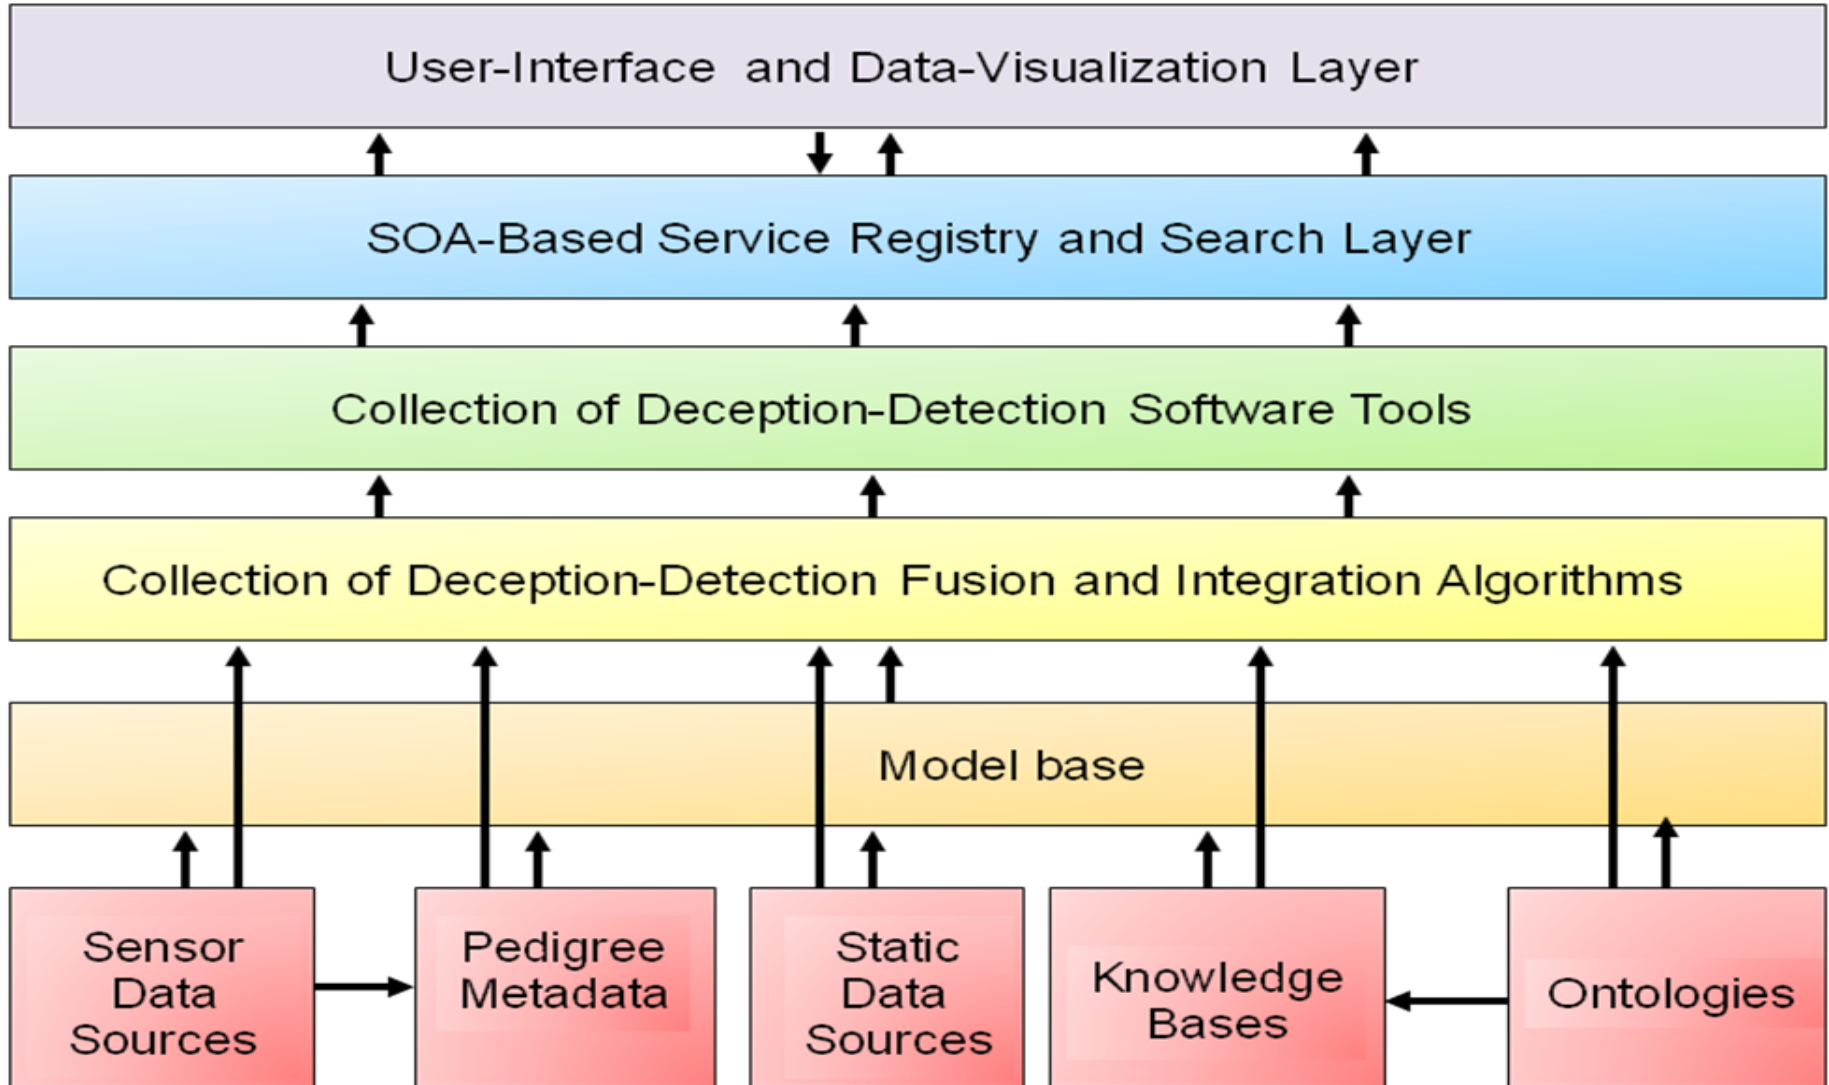 User-Interface and Data-Visualization Layer
SOA-Based Service Registry and Search Layer
Collection of Deception-Detection Software Tools
Collection of Deception-Detection Fusion and Integration Algorithms
Model base
Sensor
Data
Sources
Pedigree
Metadata
Static
Data
Sources
Knowledge
Bases
Ontologies